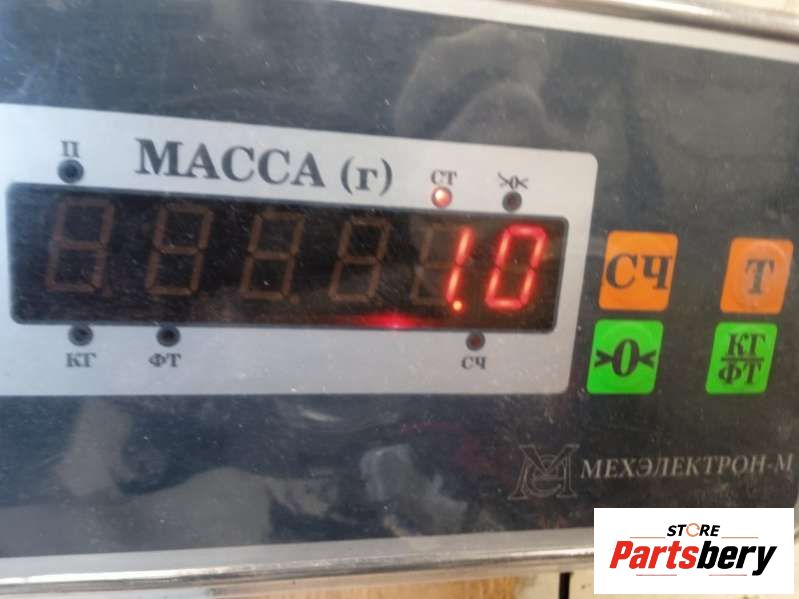 П МАССА (г) СТ >0<
1.0
КГ ФТ СЧ
СЧ Т
>0< КГ/ФТ
МЕХЭЛЕКТРОН-М
STORE
Partsbery